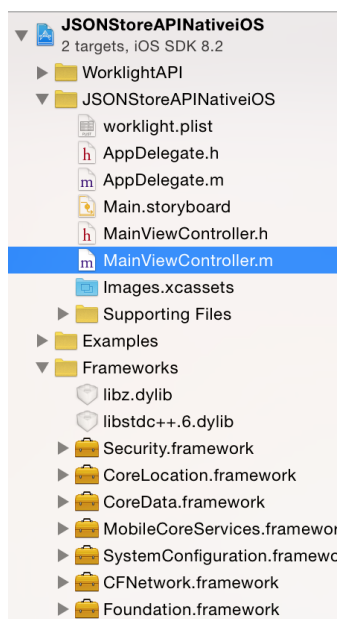 JSONStoreAPINativeiOS
2 targets, iOS SDK 8.2
WorklightAPI
JSONStoreAPINativeiOS
worklight.plist
h AppDelegate.h
m AppDelegate.m
Main.storyboard
h MainViewController.h
m MainViewController.m
Images.xcassets
Supporting Files
Examples
Frameworks
libz.dylib
libstdc++.6.dylib
Security.framework
CoreLocation.framework
CoreData.framework
MobileCoreServices.framewor
SystemConfiguration.framewo
CFNetwork.framework
Foundation.framework